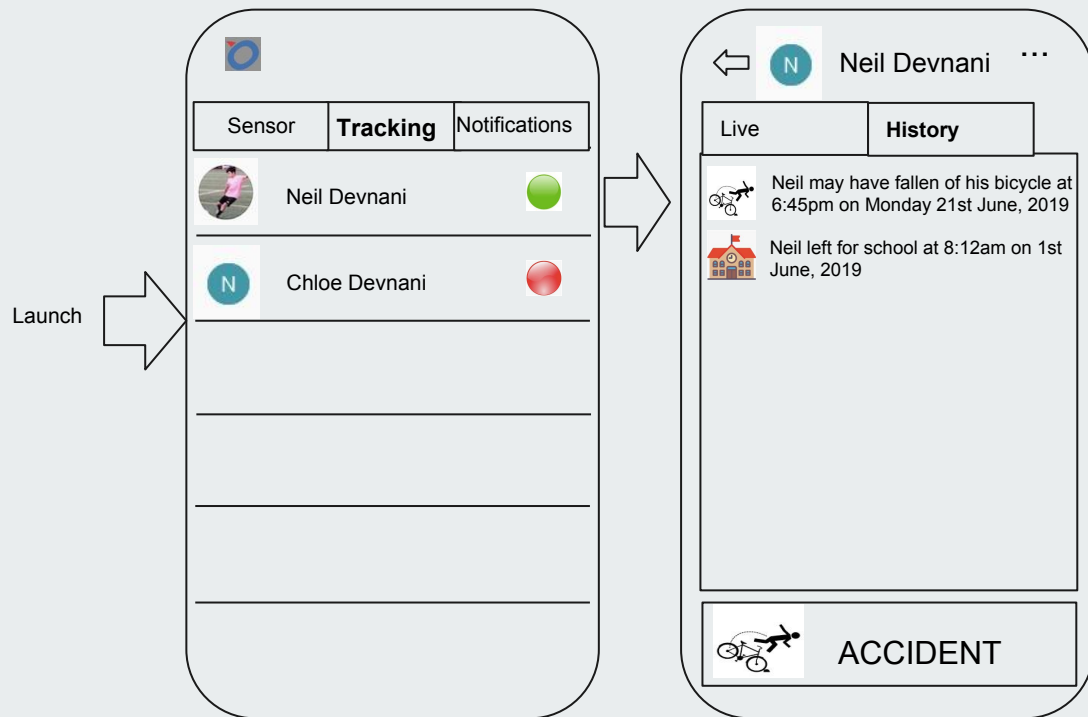 Launch
Sensor
Tracking
Notifications
Neil Devnani
N
Chloe Devnani
N
Neil Devnani
...
Live
History
Neil may have fallen of his bicycle at
6:45pm on Monday 21st June, 2019
Neil left for school at 8:12am on 1st
June, 2019
ACCIDENT